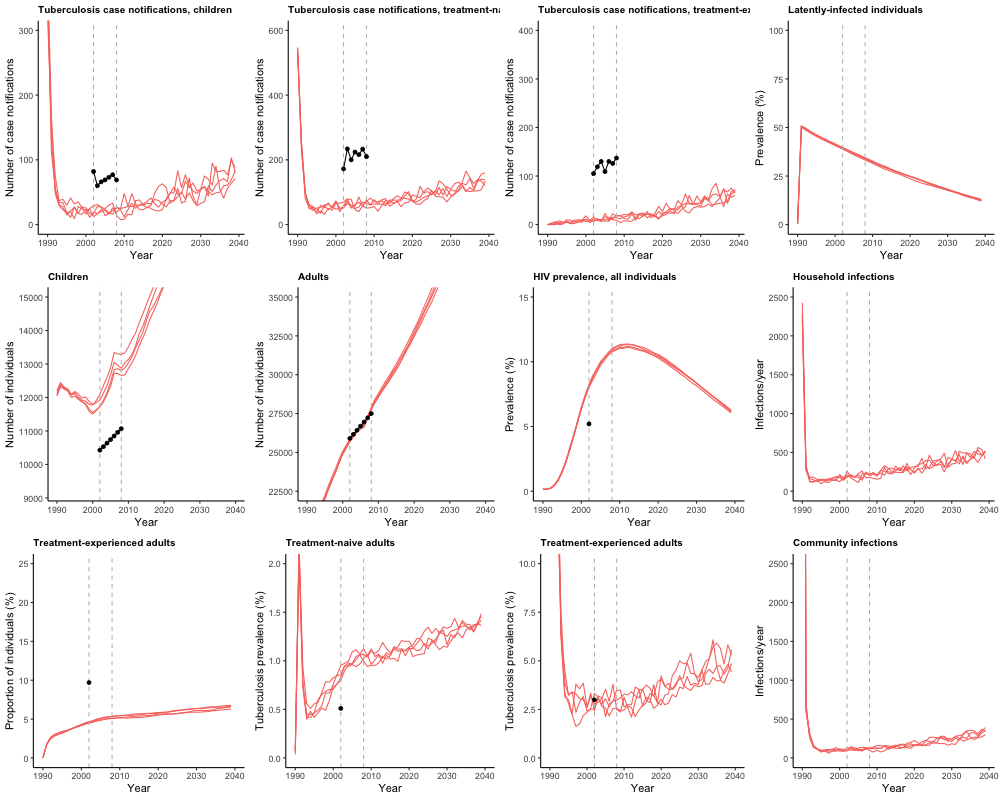 Tuberculosis case notifications, children
Number of case notifications
300
200
100
0
1990 2000 2010 2020 2030 2040
Year
Tuberculosis case notifications, treatment-na
Number of case notifications
600
400
200
0
1990 2000 2010 2020 2030 2040
Year
Tuberculosis case notifications, treatment-ex
Number of case notifications
400
300
200
100
0
1990 2000 2010 2020 2030 2040
Year
Latently-infected individuals
Prevalence (%)
100
75
50
25
0
1990 2000 2010 2020 2030 2040
Year
Children
Number of individuals
15000
14000
13000
12000
11000
10000
9000
1990 2000 2010 2020 2030 2040
Year
Adults
Number of individuals
35000
32500
30000
27500
25000
22500
1990 2000 2010 2020 2030 2040
Year
HIV prevalence, all individuals
Prevalence (%)
15
10
5
0
1990 2000 2010 2020 2030 2040
Year
Household infections
Infections/year
2500
2000
1500
1000
500
0
1990 2000 2010 2020 2030 2040
Year
Treatment-experienced adults
Proportion of individuals (%)
25
20
15
10
5
0
1990 2000 2010 2020 2030 2040
Year
Treatment-naive adults
Tuberculosis prevalence (%)
2.0
1.5
1.0
0.5
0.0
1990 2000 2010 2020 2030 2040
Year
Treatment-experienced adults
Tuberculosis prevalence (%)
10.0
7.5
5.0
2.5
0.0
1990 2000 2010 2020 2030 2040
Year
Community infections
Infections/year
2500
2000
1500
1000
500
0
1990 2000 2010 2020 2030 2040
Year